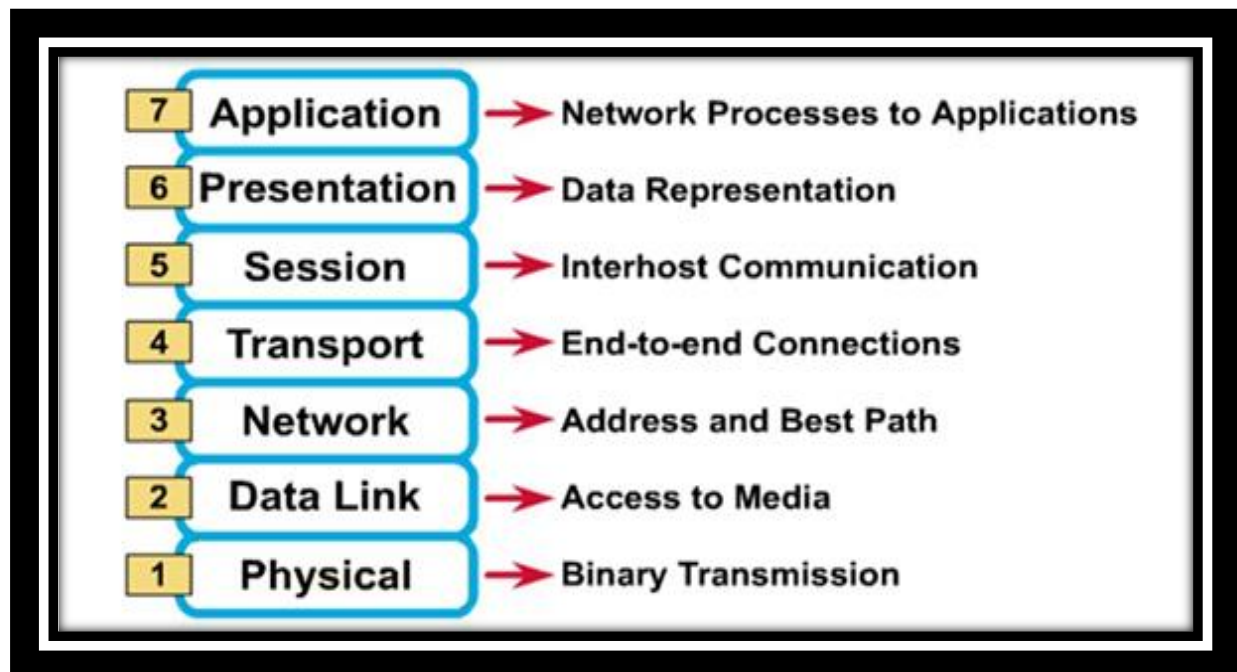 7 Application Network Processes to Applications
6 Presentation Data Representation
5 Session Interhost Communication
4 Transport End-to-end Connections
3 Network Address and Best Path
2 Data Link Access to Media
1 Physical Binary Transmission